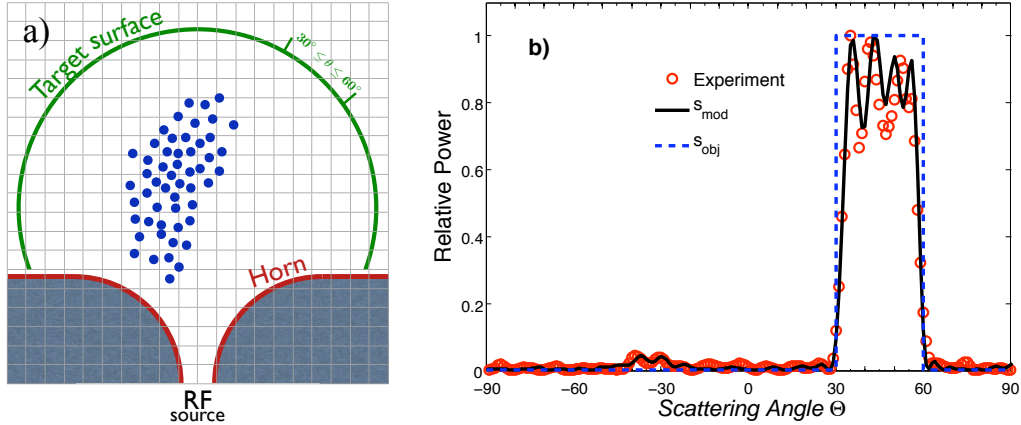 a)
Target surface
30° < θ < 60°
Horn
RF
source
b)
Relative Power
1
0.8
0.6
0.4
0.2
0
Experiment
s_mod
s_obj
−90
−60
−30
0
30
60
90
Scattering Angle Θ